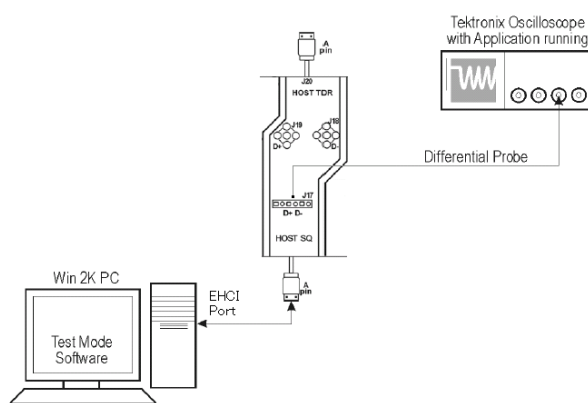 Tektronix Oscilloscope
with Application running
A
pin
J20
HOST TDR
J19
J18
D+
D-
Differential Probe
J17
D+ D-
HOST SQ
A
pin
Win 2K PC
EHCI
Port
Test Mode
Software